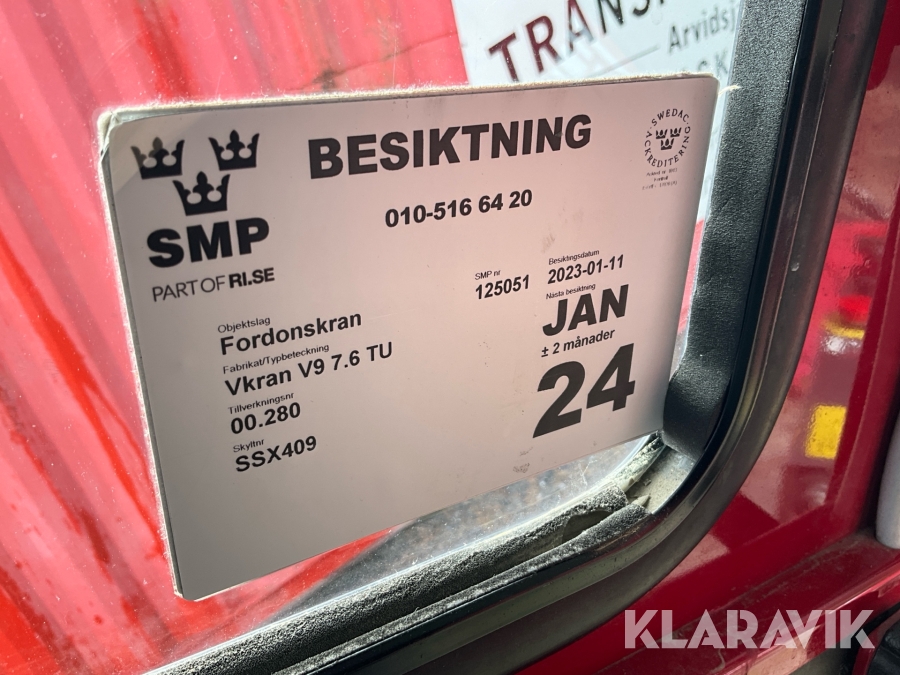 TRANS
Arvidsj
SK
BESIKTNING
SWEDAC
ACKREDITERING
010-516 64 20
SMP
PART OF RI.SE
SMP nr
125051
Besiktningsdatum
2023-01-11
Nästa besiktning
JAN
± 2 månader
24
Objektslag
Fordonskran
Fabrikat/Typbeteckning
Vkran V9 7.6 TU
Tillverkningsnr
00.280
Skyltnr
SSX409
KLARAVIK